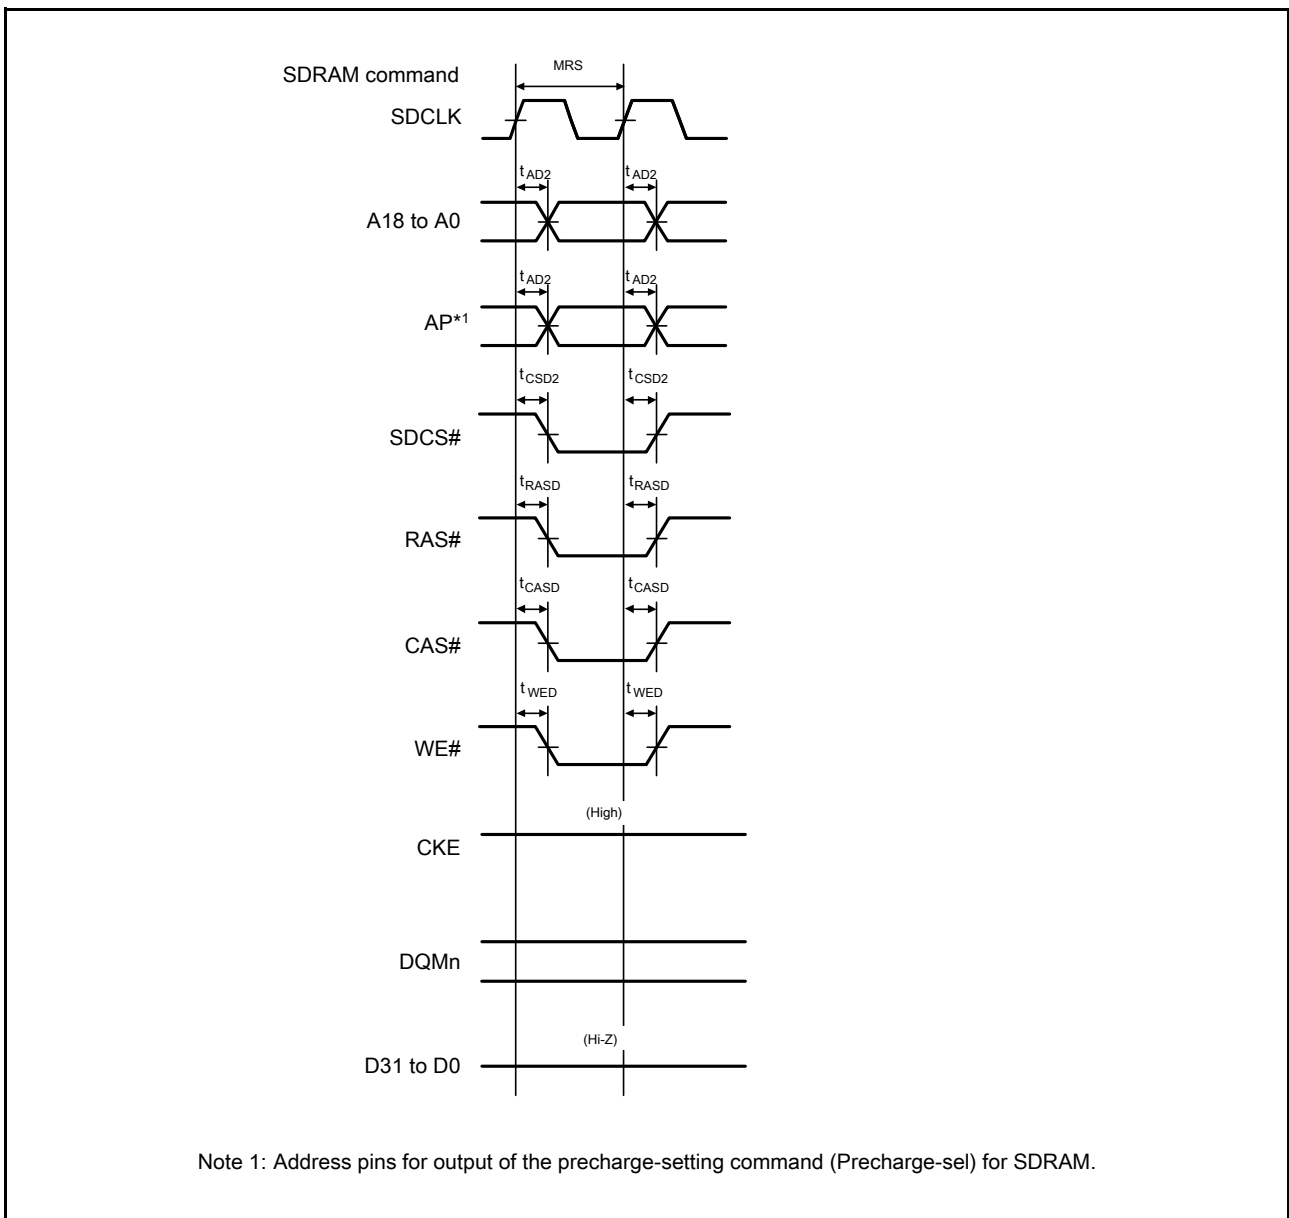 MRS
SDRAM command
SDCLK
tAD2 tAD2
A18 to A0
tAD2 tAD2
AP*1
tCSD2 tCSD2
SDCS#
tRASD tRASD
RAS#
tCASD tCASD
CAS#
tWED tWED
WE#
(High)
CKE
DQMn
(Hi-Z)
D31 to D0
Note 1: Address pins for output of the precharge-setting command (Precharge-sel) for SDRAM.